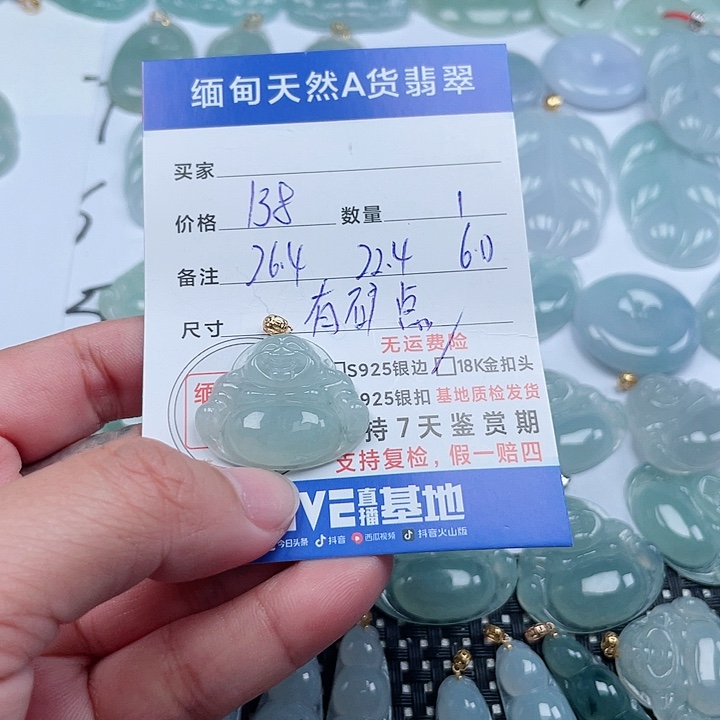 缅甸天然A货翡翠
买家
价格 138 数量 1
备注 26.4 22.4 6.0
尺寸 有矿点
无运费险
S925银边 18K金扣头
925银扣 基地质检发货
持7天鉴赏期
支持复检，假一赔四
VE直播基地
今日头条 抖音 西瓜视频 抖音火山版
缅